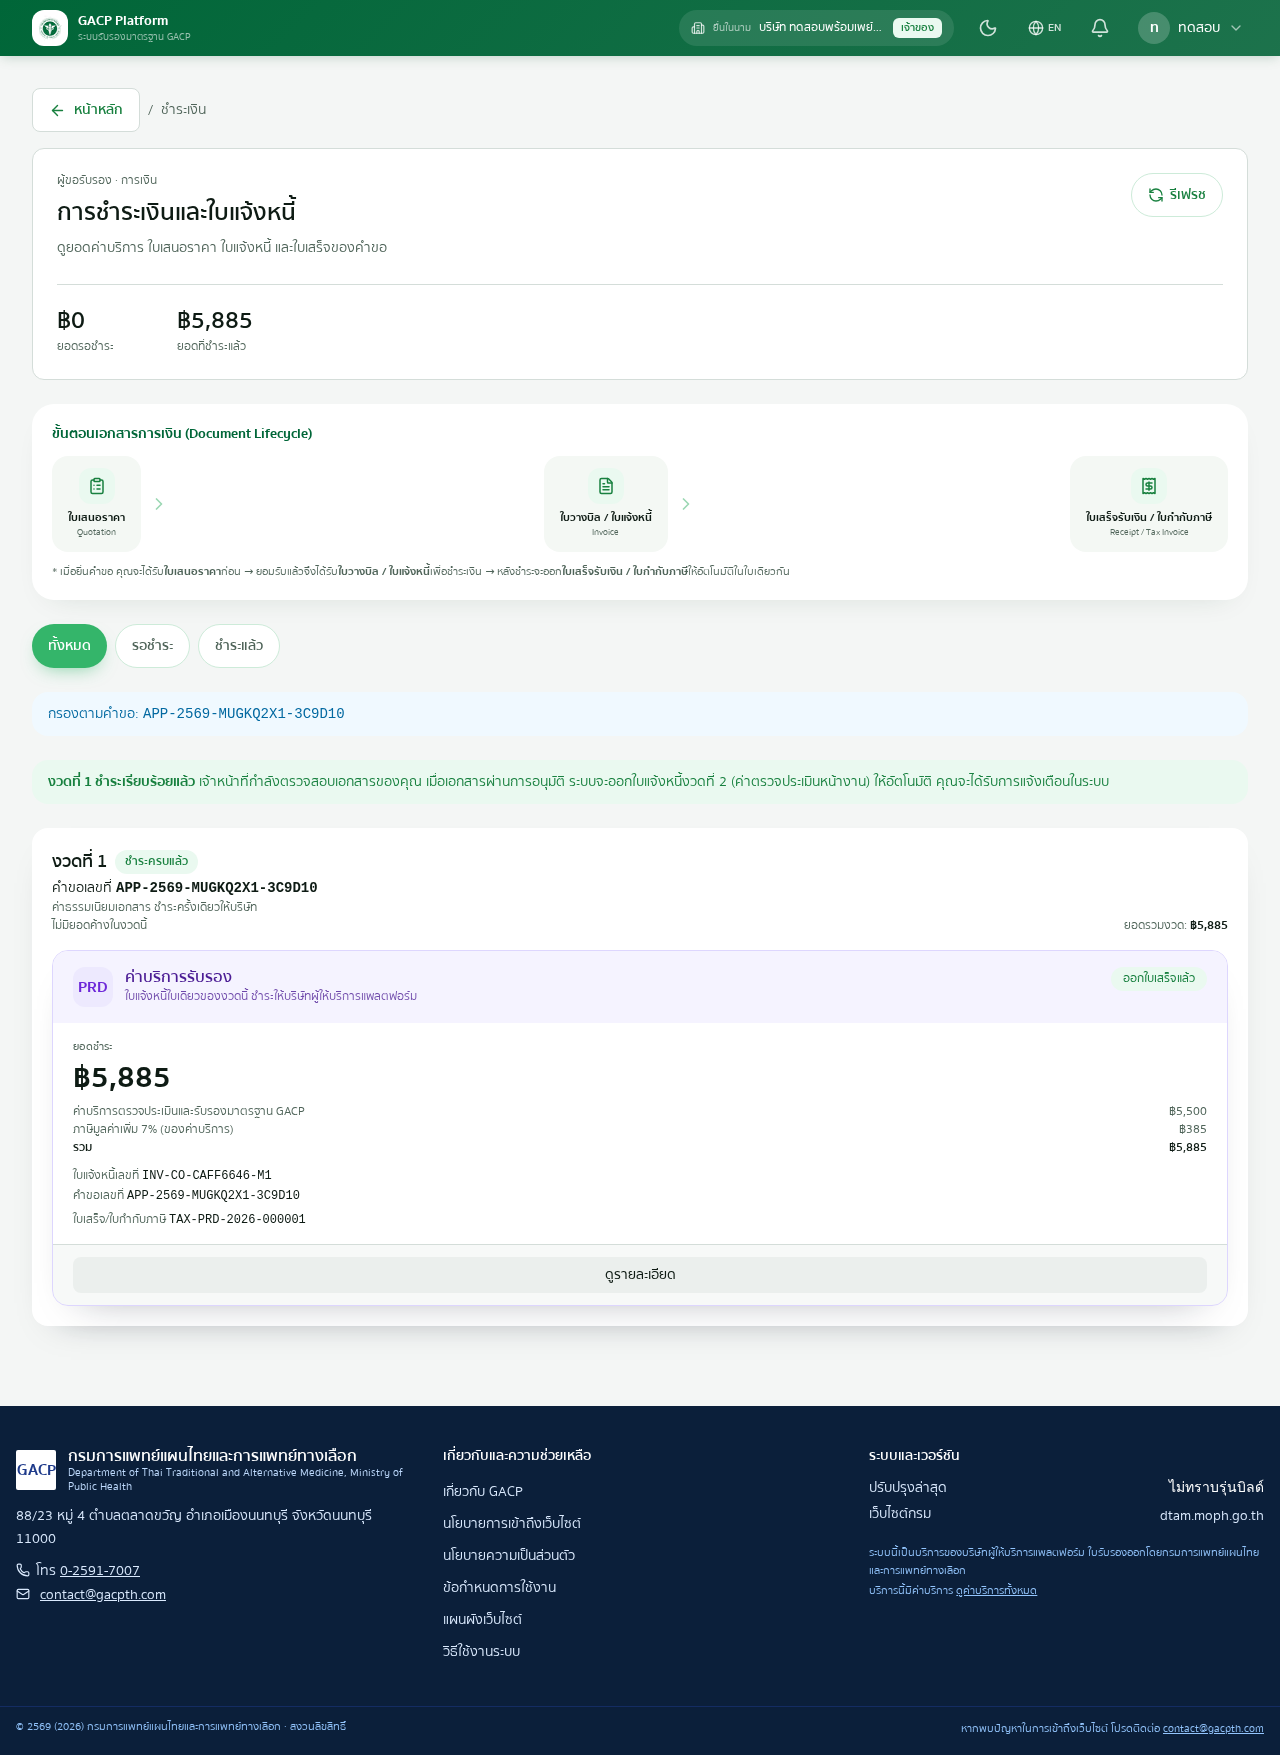 GACP Platform
ระบบรับรองมาตรฐาน GACP
ยื่นในนาม บริษัท ทดสอบพร้อมเพย์... เจ้าของ
EN
ท ทดสอบ
หน้าหลัก / ชำระเงิน
ผู้ขอรับรอง · การเงิน
การชำระเงินและใบแจ้งหนี้
รีเฟรช
ดูยอดค่าบริการ ใบเสนอราคา ใบแจ้งหนี้ และใบเสร็จของคำขอ
฿0 ฿5,885
ยอดรอชำระ ยอดที่ชำระแล้ว
ขั้นตอนเอกสารการเงิน (Document Lifecycle)
ใบเสนอราคา ใบวางบิล / ใบแจ้งหนี้ ใบเสร็จรับเงิน / ใบกำกับภาษี
Quotation Invoice Receipt / Tax Invoice
* เมื่อยื่นคำขอ คุณจะได้รับใบเสนอราคาก่อน → ยอมรับแล้วจึงได้รับใบวางบิล / ใบแจ้งหนี้เพื่อชำระเงิน → หลังชำระจะออกใบเสร็จรับเงิน / ใบกำกับภาษีให้อัตโนมัติในใบเดียวกัน
ทั้งหมด รอชำระ ชำระแล้ว
กรองตามคำขอ: APP-2569-MUGKQ2X1-3C9D10
งวดที่ 1 ชำระเรียบร้อยแล้ว เจ้าหน้าที่กำลังตรวจสอบเอกสารของคุณ เมื่อเอกสารผ่านการอนุมัติ ระบบจะออกใบแจ้งหนี้งวดที่ 2 (ค่าตรวจประเมินหน้างาน) ให้อัตโนมัติ คุณจะได้รับการแจ้งเตือนในระบบ
งวดที่ 1 ชำระครบแล้ว
คำขอเลขที่ APP-2569-MUGKQ2X1-3C9D10
ค่าธรรมเนียมเอกสาร ชำระครั้งเดียวให้บริษัท
ไม่มียอดค้างในงวดนี้ ยอดรวมงวด: ฿5,885
PRD ค่าบริการรับรอง ออกใบเสร็จแล้ว
ใบแจ้งหนี้ใบเดียวของงวดนี้ ชำระให้บริษัทผู้ให้บริการแพลตฟอร์ม
ยอดชำระ
฿5,885
ค่าบริการตรวจประเมินและรับรองมาตรฐาน GACP ฿5,500
ภาษีมูลค่าเพิ่ม 7% (ของค่าบริการ) ฿385
รวม ฿5,885
ใบแจ้งหนี้เลขที่ INV-CO-CAFF6646-M1
คำขอเลขที่ APP-2569-MUGKQ2X1-3C9D10
ใบเสร็จ/ใบกำกับภาษี TAX-PRD-2026-000001
ดูรายละเอียด
GACP
กรมการแพทย์แผนไทยและการแพทย์ทางเลือก
Department of Thai Traditional and Alternative Medicine, Ministry of
Public Health
88/23 หมู่ 4 ตำบลตลาดขวัญ อำเภอเมืองนนทบุรี จังหวัดนนทบุรี
11000
โทร 0-2591-7007
contact@gacpth.com
เกี่ยวกับและความช่วยเหลือ
เกี่ยวกับ GACP
นโยบายการเข้าถึงเว็บไซต์
นโยบายความเป็นส่วนตัว
ข้อกำหนดการใช้งาน
แผนผังเว็บไซต์
วิธีใช้งานระบบ
ระบบและเวอร์ชัน
ปรับปรุงล่าสุด ไม่ทราบรุ่นบิลด์
เว็บไซต์กรม dtam.moph.go.th
ระบบนี้เป็นบริการของบริษัทผู้ให้บริการแพลตฟอร์ม ใบรับรองออกโดยกรมการแพทย์แผนไทย
และการแพทย์ทางเลือก
บริการนี้มีค่าบริการ ดูค่าบริการทั้งหมด
© 2569 (2026) กรมการแพทย์แผนไทยและการแพทย์ทางเลือก · สงวนลิขสิทธิ์
หากพบปัญหาในการเข้าถึงเว็บไซต์ โปรดติดต่อ contact@gacpth.com